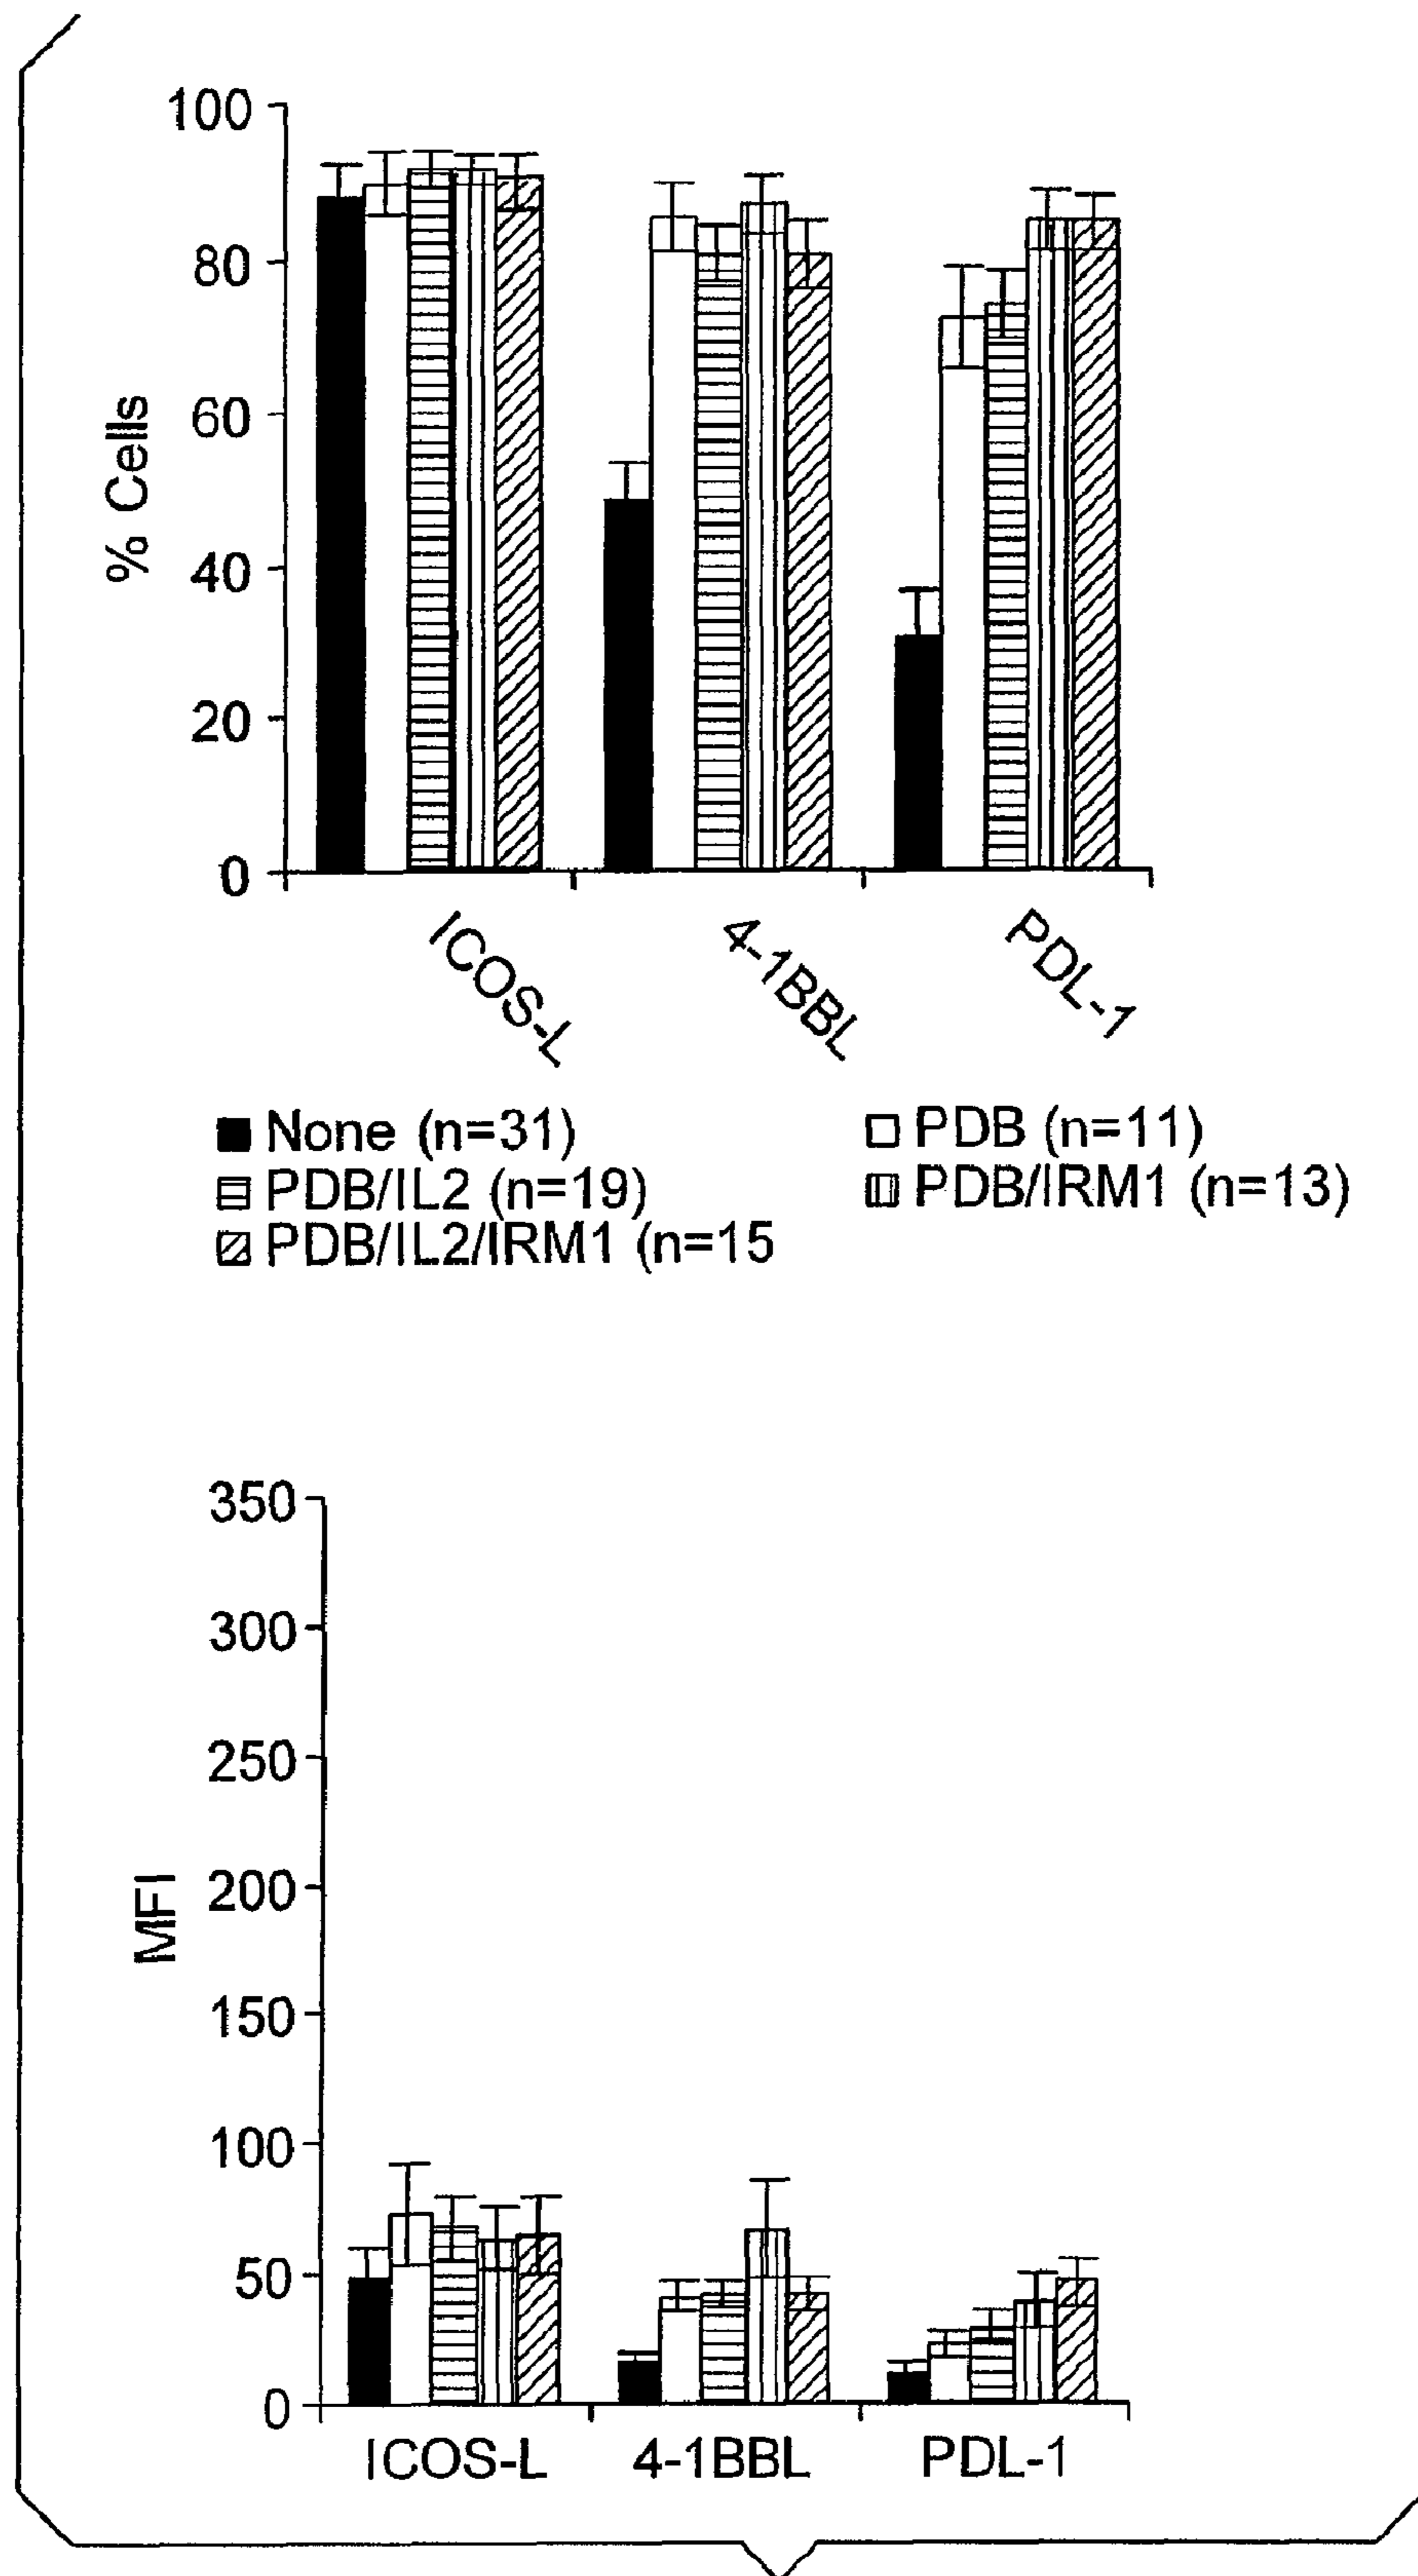 100
80
60
40
20
0
% Cells
ICOS-L
4-1BBL
PDL-1
None (n=31)
PDB (n=11)
PDB/IL2 (n=19)
PDB/IRM1 (n=13)
PDB/IL2/IRM1 (n=15
350
300
250
200
150
100
50
0
MFI
ICOS-L
4-1BBL
PDL-1